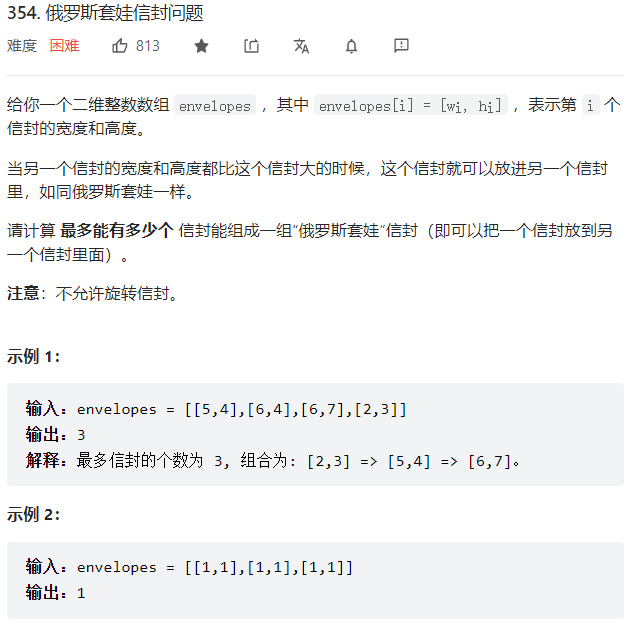 354. 俄罗斯套娃信封问题
难度 困难 813
给你一个二维整数数组 envelopes ，其中 envelopes[i] = [wi, hi] ，表示第 i 个
信封的宽度和高度。
当另一个信封的宽度和高度都比这个信封大的时候，这个信封就可以放进另一个信封
里，如同俄罗斯套娃一样。
请计算 最多能有多少个 信封能组成一组“俄罗斯套娃”信封（即可以把一个信封放到另
一个信封里面）。
注意：不允许旋转信封。
示例 1：
输入：envelopes = [[5,4],[6,4],[6,7],[2,3]]
输出：3
解释：最多信封的个数为 3, 组合为: [2,3] => [5,4] => [6,7]。
示例 2：
输入：envelopes = [[1,1],[1,1],[1,1]]
输出：1